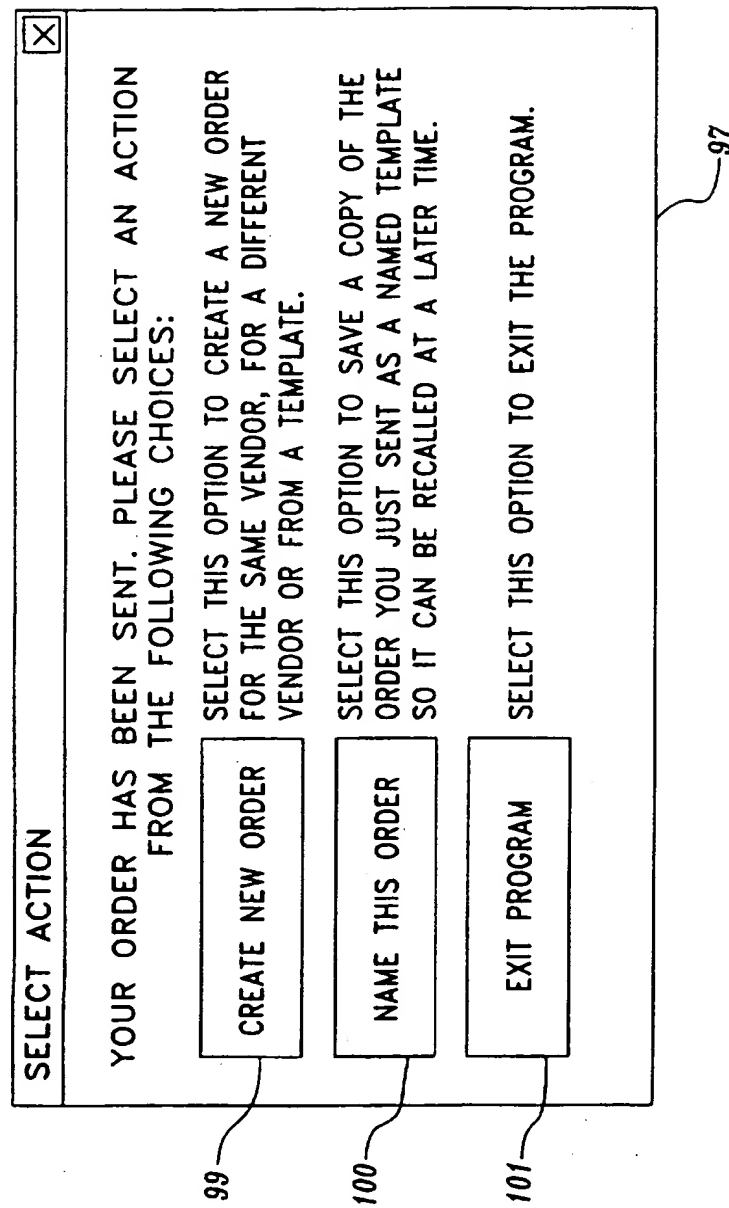 SELECT ACTION
YOUR ORDER HAS BEEN SENT. PLEASE SELECT AN ACTION
FROM THE FOLLOWING CHOICES:
99
CREATE NEW ORDER
SELECT THIS OPTION TO CREATE A NEW ORDER
FOR THE SAME VENDOR, FOR A DIFFERENT
VENDOR OR FROM A TEMPLATE.
100
NAME THIS ORDER
SELECT THIS OPTION TO SAVE A COPY OF THE
ORDER YOU JUST SENT AS A NAMED TEMPLATE
SO IT CAN BE RECALLED AT A LATER TIME.
101
EXIT PROGRAM
SELECT THIS OPTION TO EXIT THE PROGRAM.
97